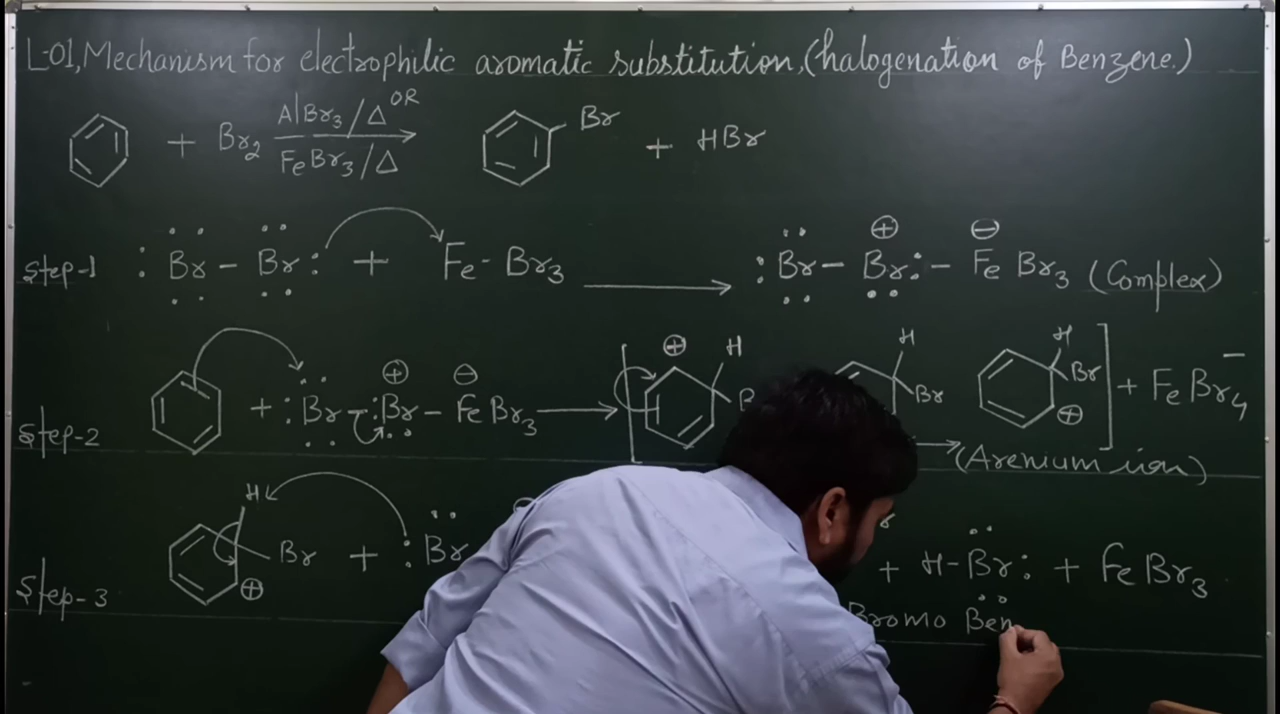 L-01, Mechanism for electrophilic aromatic substitution, (halogenation of Benzene.)
+ Br₂ AlBr₃/Δ OR FeBr₃/Δ → Br + HBr
Step-1 :Br–Br: + Fe-Br₃ → :Br–Br:– Fe Br₃ (Complex) ⊕ ⊖
Step-2 + :Br–:Br–FeBr₃ ⊕ ⊖ → [ ⊕ H H Br H Br ⊕ ] + FeBr₄⁻
→ (Arenium ion)
Step-3 H Br ⊕ + :Br + H-Br: + FeBr₃
Bromo Ben